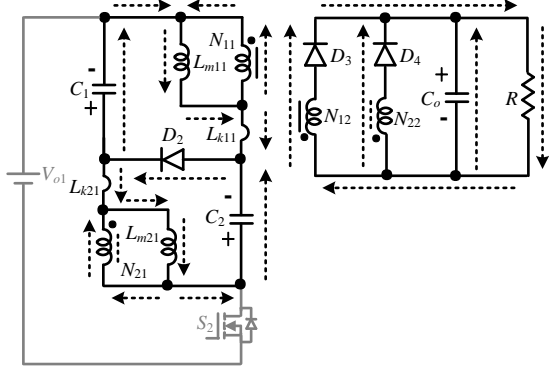 -
N11
Lm11
C1
+
Lk11
D2
Vo1
Lk21
-
C2
+
Lm21
N21
S2
D3
D4
+
Co
-
R
N12
N22